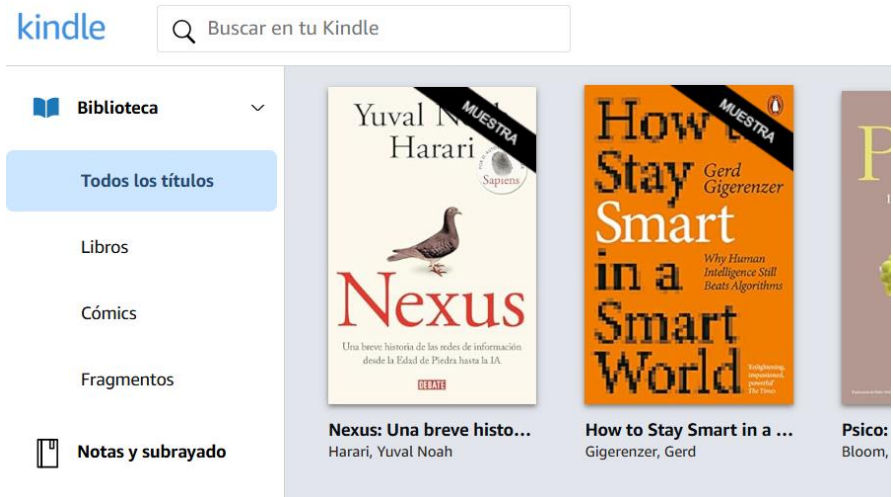 kindle
Buscar en tu Kindle
Biblioteca
Todos los títulos
Libros
Cómics
Fragmentos
Notas y subrayado
MUESTRA
Yuval
Harari
Sapiens
Nexus
Una breve historia de las redes de información
desde la Edad de Piedra hasta la IA
DEBATE
Nexus: Una breve histo...
Harari, Yuval Noah
MUESTRA
How
Stay
Gerd
Gigerenzer
Smart
in a
Why Human
Intelligence Still
Beats Algorithms
Smart
World
Enlightening,
impassioned,
powerful
The Times
How to Stay Smart in a ...
Gigerenzer, Gerd
P
Psico:
Bloom,